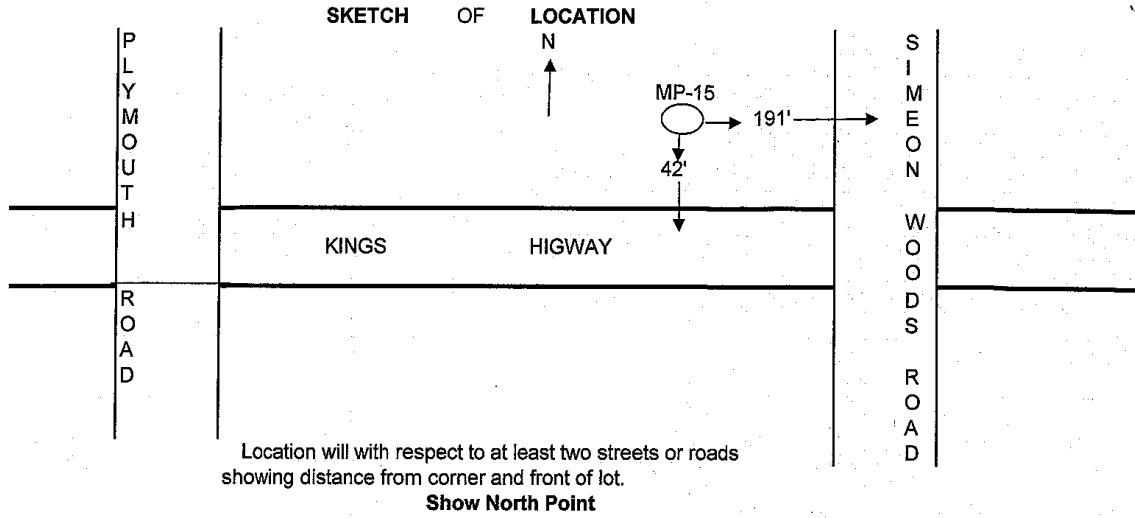 SKETCH OF LOCATION
N
PLYMOUTH ROAD
SIMEON WOODS ROAD
MP-15
191'
42'
KINGS HIGWAY
Location will with respect to at least two streets or roads
showing distance from corner and front of lot.
Show North Point